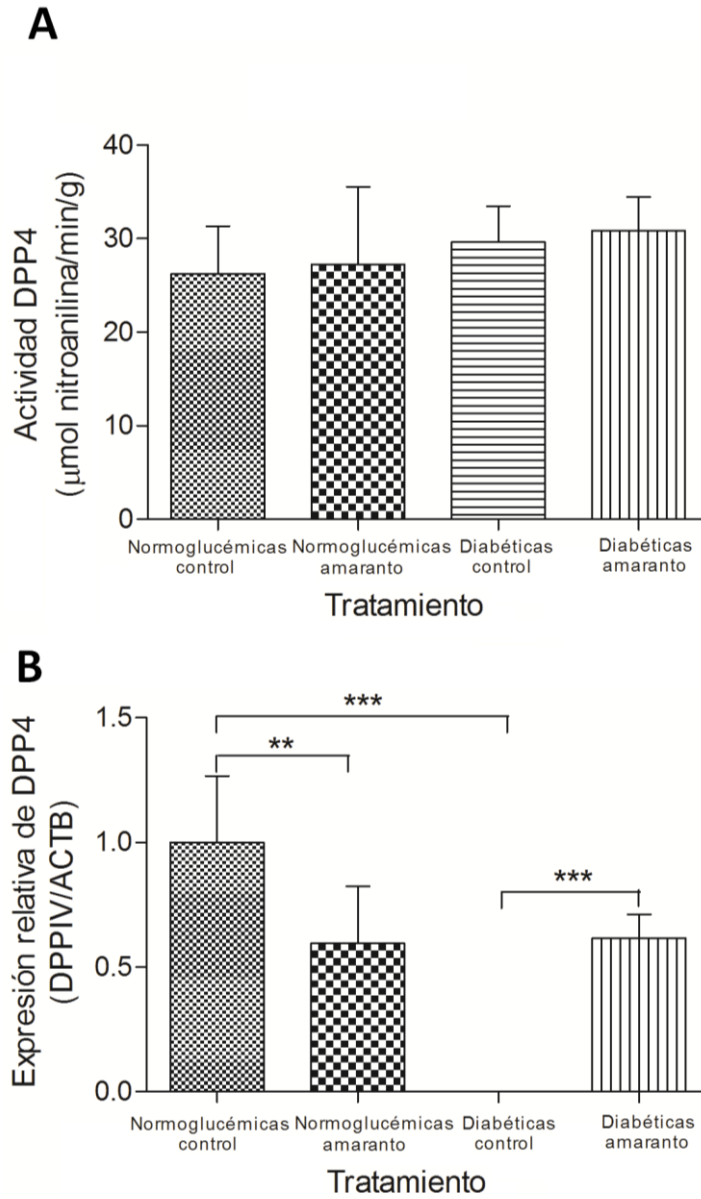 A
Actividad DPP4
(μmol nitroanilina/min/g)
40
30
20
10
0
Normoglucémicas Normoglucémicas Diabéticas Diabéticas
control amaranto control amaranto
Tratamiento
B
Expresión relativa de DPP4
(DPPIV/ACTB)
1.5
1.0
0.5
0.0
***
**
***
Normoglucémicas Normoglucémicas Diabéticas Diabéticas
control amaranto control amaranto
Tratamiento